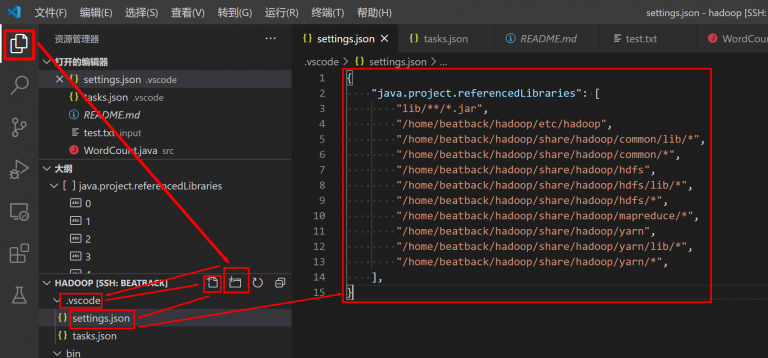 文件(F) 编辑(E) 选择(S) 查看(V) 转到(G) 运行(R) 终端(T) 帮助(H) settings.json - hadoop [SSH:
资源管理器 ···
打开的编辑器
settings.json .vscode
tasks.json .vscode
README.md
test.txt input
WordCount.java src
大纲
[ ] java.project.referencedLibraries
0
1
2
3
HADOOP [SSH: BEATBACK]
.vscode
settings.json
tasks.json
bin
settings.json tasks.json README.md test.txt WordCou
.vscode > {} settings.json > ...
1 {
2 "java.project.referencedLibraries": [
3 "lib/**/*.jar",
4 "/home/beatback/hadoop/etc/hadoop",
5 "/home/beatback/hadoop/share/hadoop/common/lib/*",
6 "/home/beatback/hadoop/share/hadoop/common/*",
7 "/home/beatback/hadoop/share/hadoop/hdfs",
8 "/home/beatback/hadoop/share/hadoop/hdfs/lib/*",
9 "/home/beatback/hadoop/share/hadoop/hdfs/*",
10 "/home/beatback/hadoop/share/hadoop/mapreduce/*",
11 "/home/beatback/hadoop/share/hadoop/yarn",
12 "/home/beatback/hadoop/share/hadoop/yarn/lib/*",
13 "/home/beatback/hadoop/share/hadoop/yarn/*",
14 ],
15 }